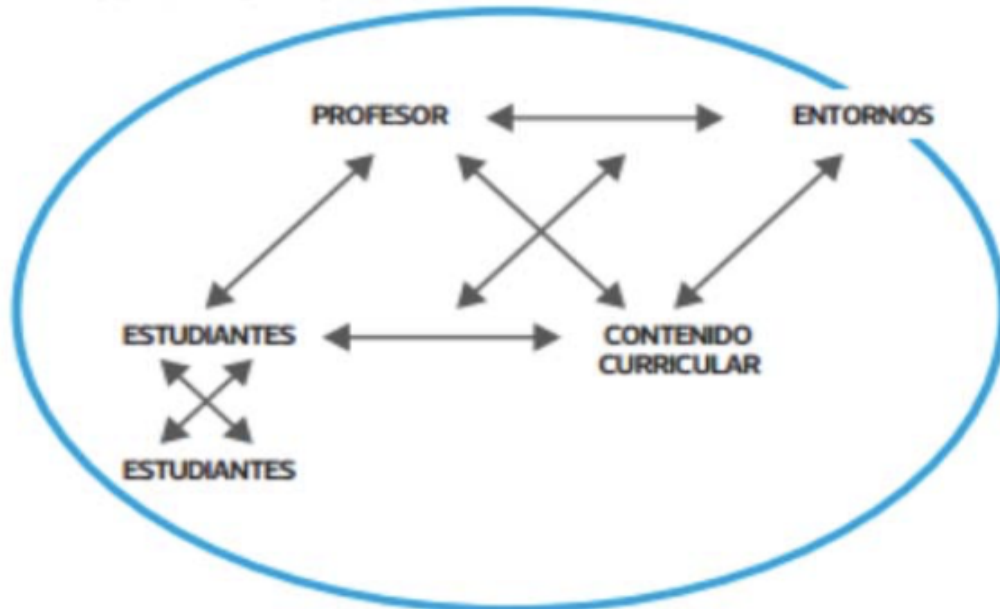 PROFESOR
ENTORNOS
ESTUDIANTES
CONTENIDO
CURRICULAR
ESTUDIANTES